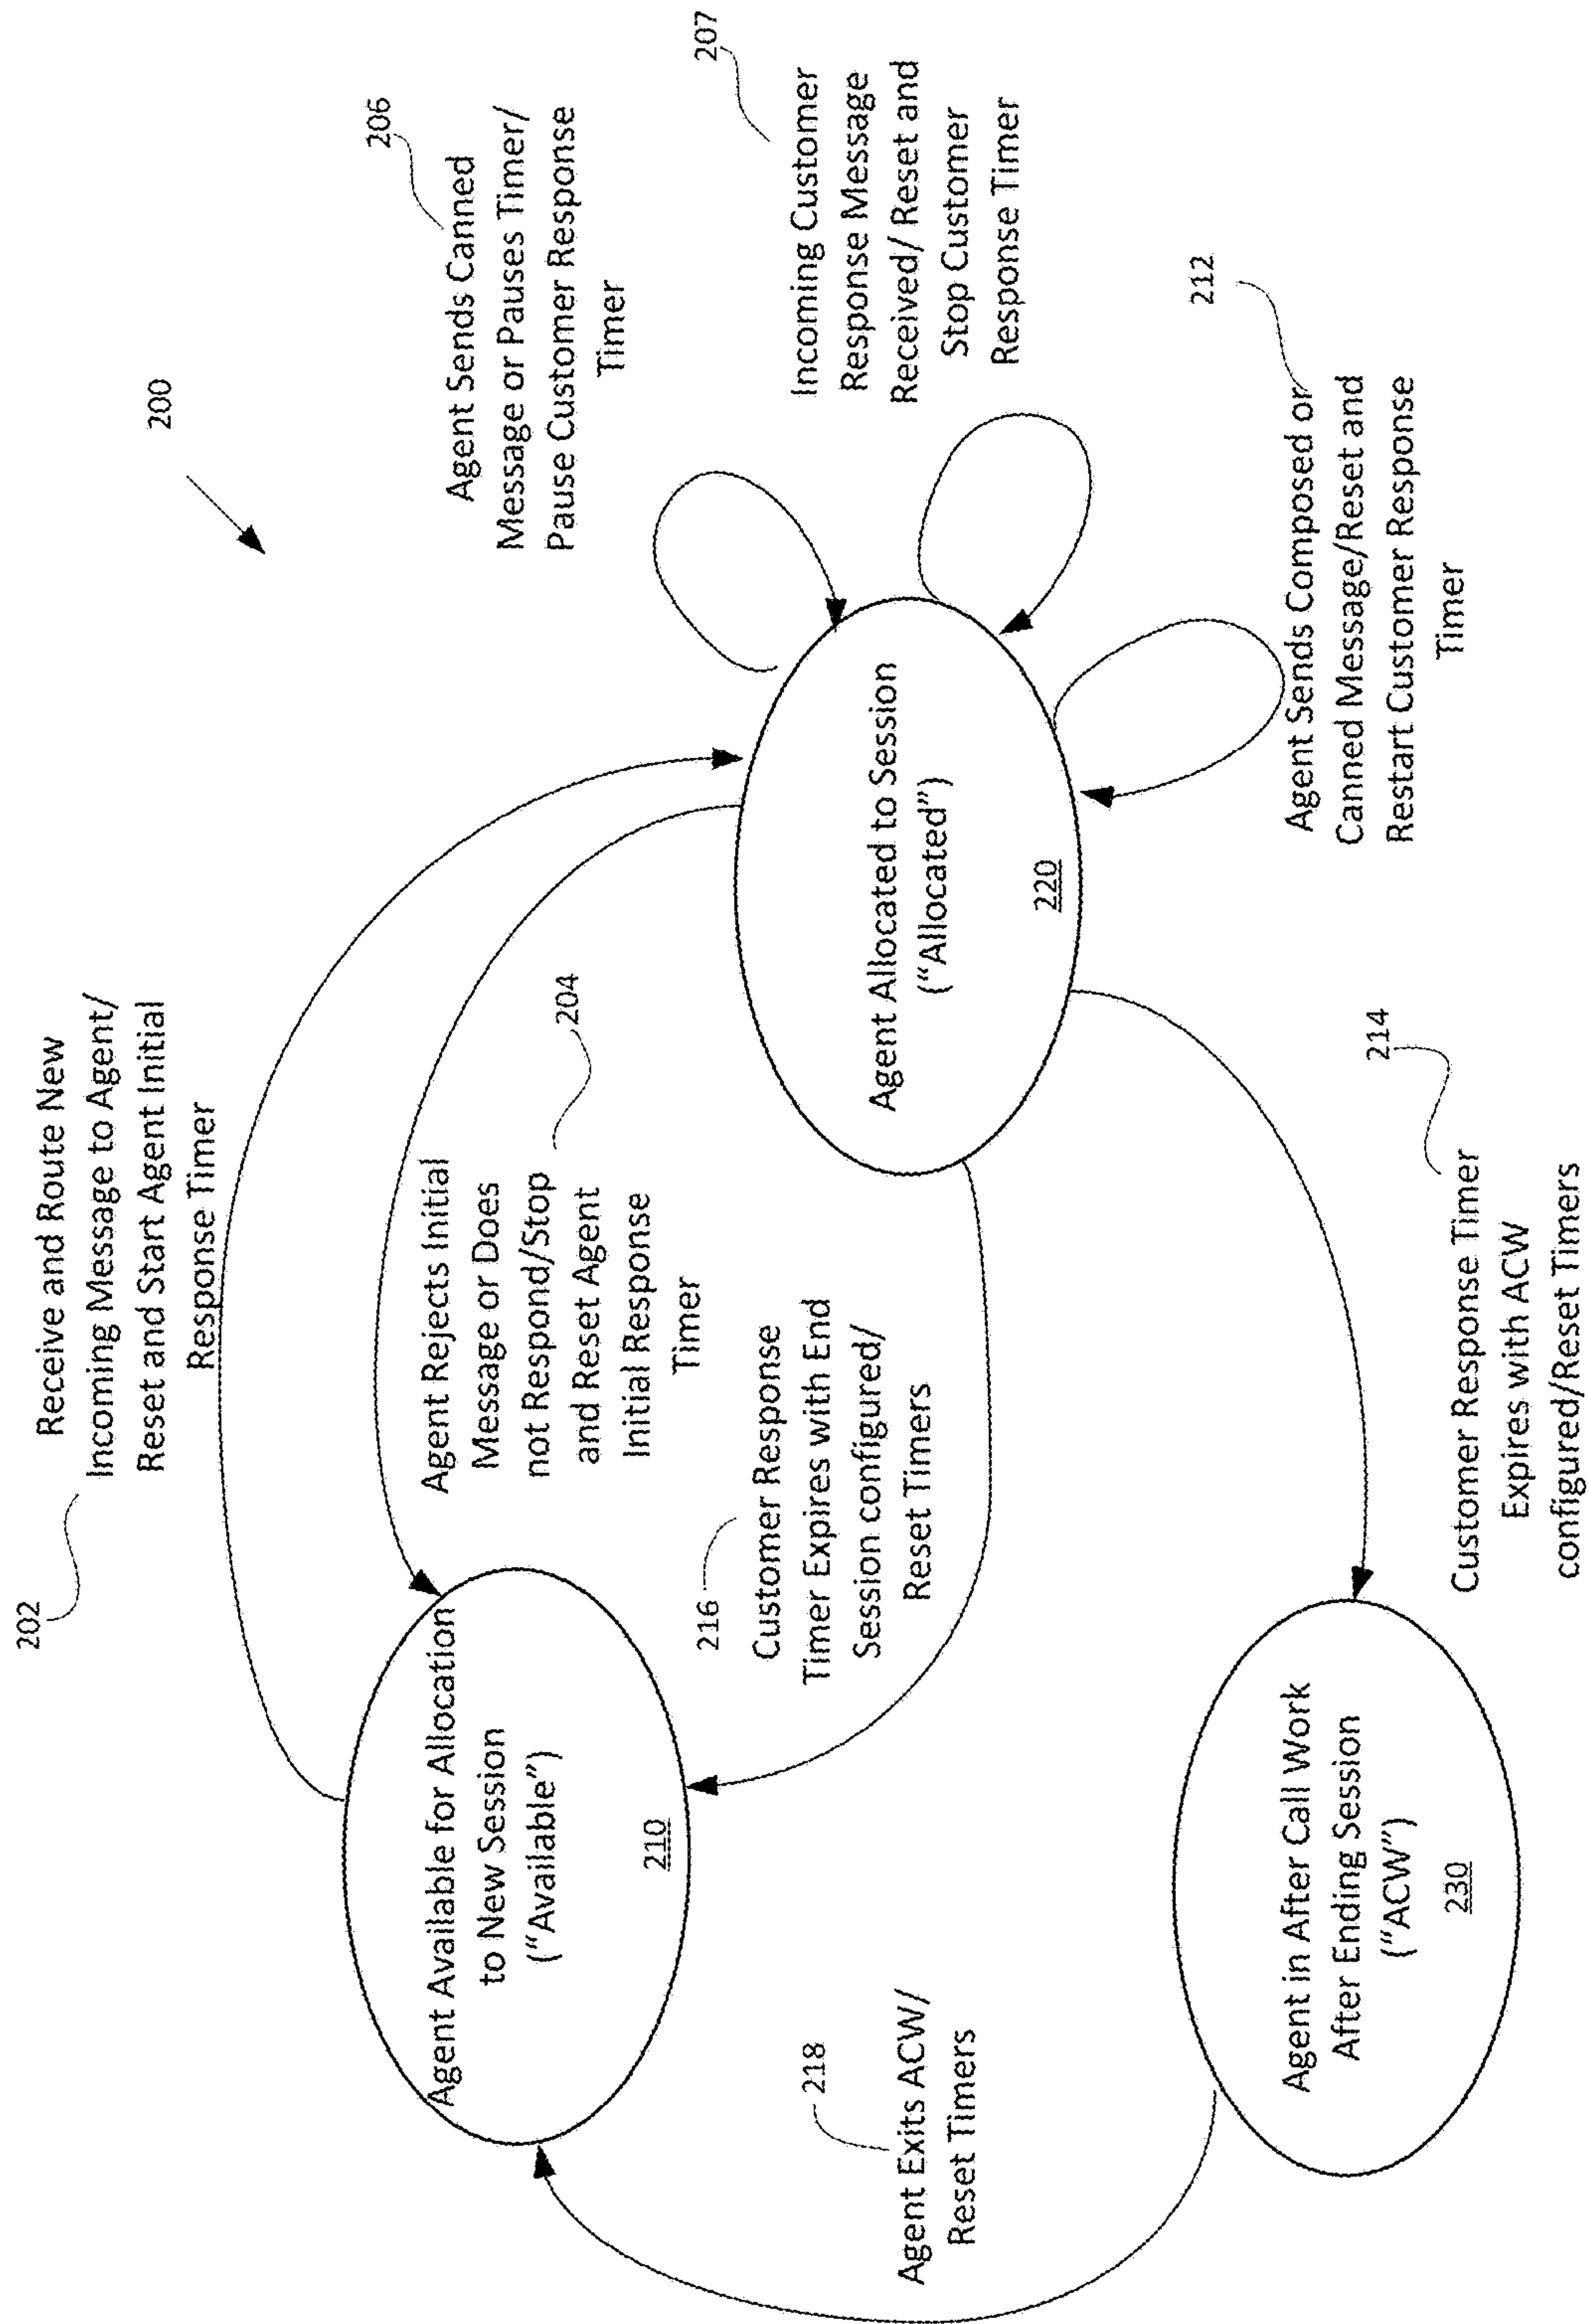 200
202
Receive and Route New
Incoming Message to Agent/
Reset and Start Agent Initial
Response Timer
206
Agent Sends Canned
Message or Pauses Timer/
Pause Customer Response
Timer
Agent Available for Allocation
to New Session
("Available")
210
Agent Rejects Initial
Message or Does
not Respond/Stop
and Reset Agent
Initial Response
Timer
204
207
Incoming Customer
Response Message
Received/ Reset and
Stop Customer
Response Timer
216
Customer Response
Timer Expires with End
Session configured/
Reset Timers
Agent Allocated to Session
("Allocated")
220
218
Agent Exits ACW/
Reset Timers
212
Agent Sends Composed or
Canned Message/Reset and
Restart Customer Response
Timer
Agent in After Call Work
After Ending Session
("ACW")
230
214
Customer Response Timer
Expires with ACW
configured/Reset Timers